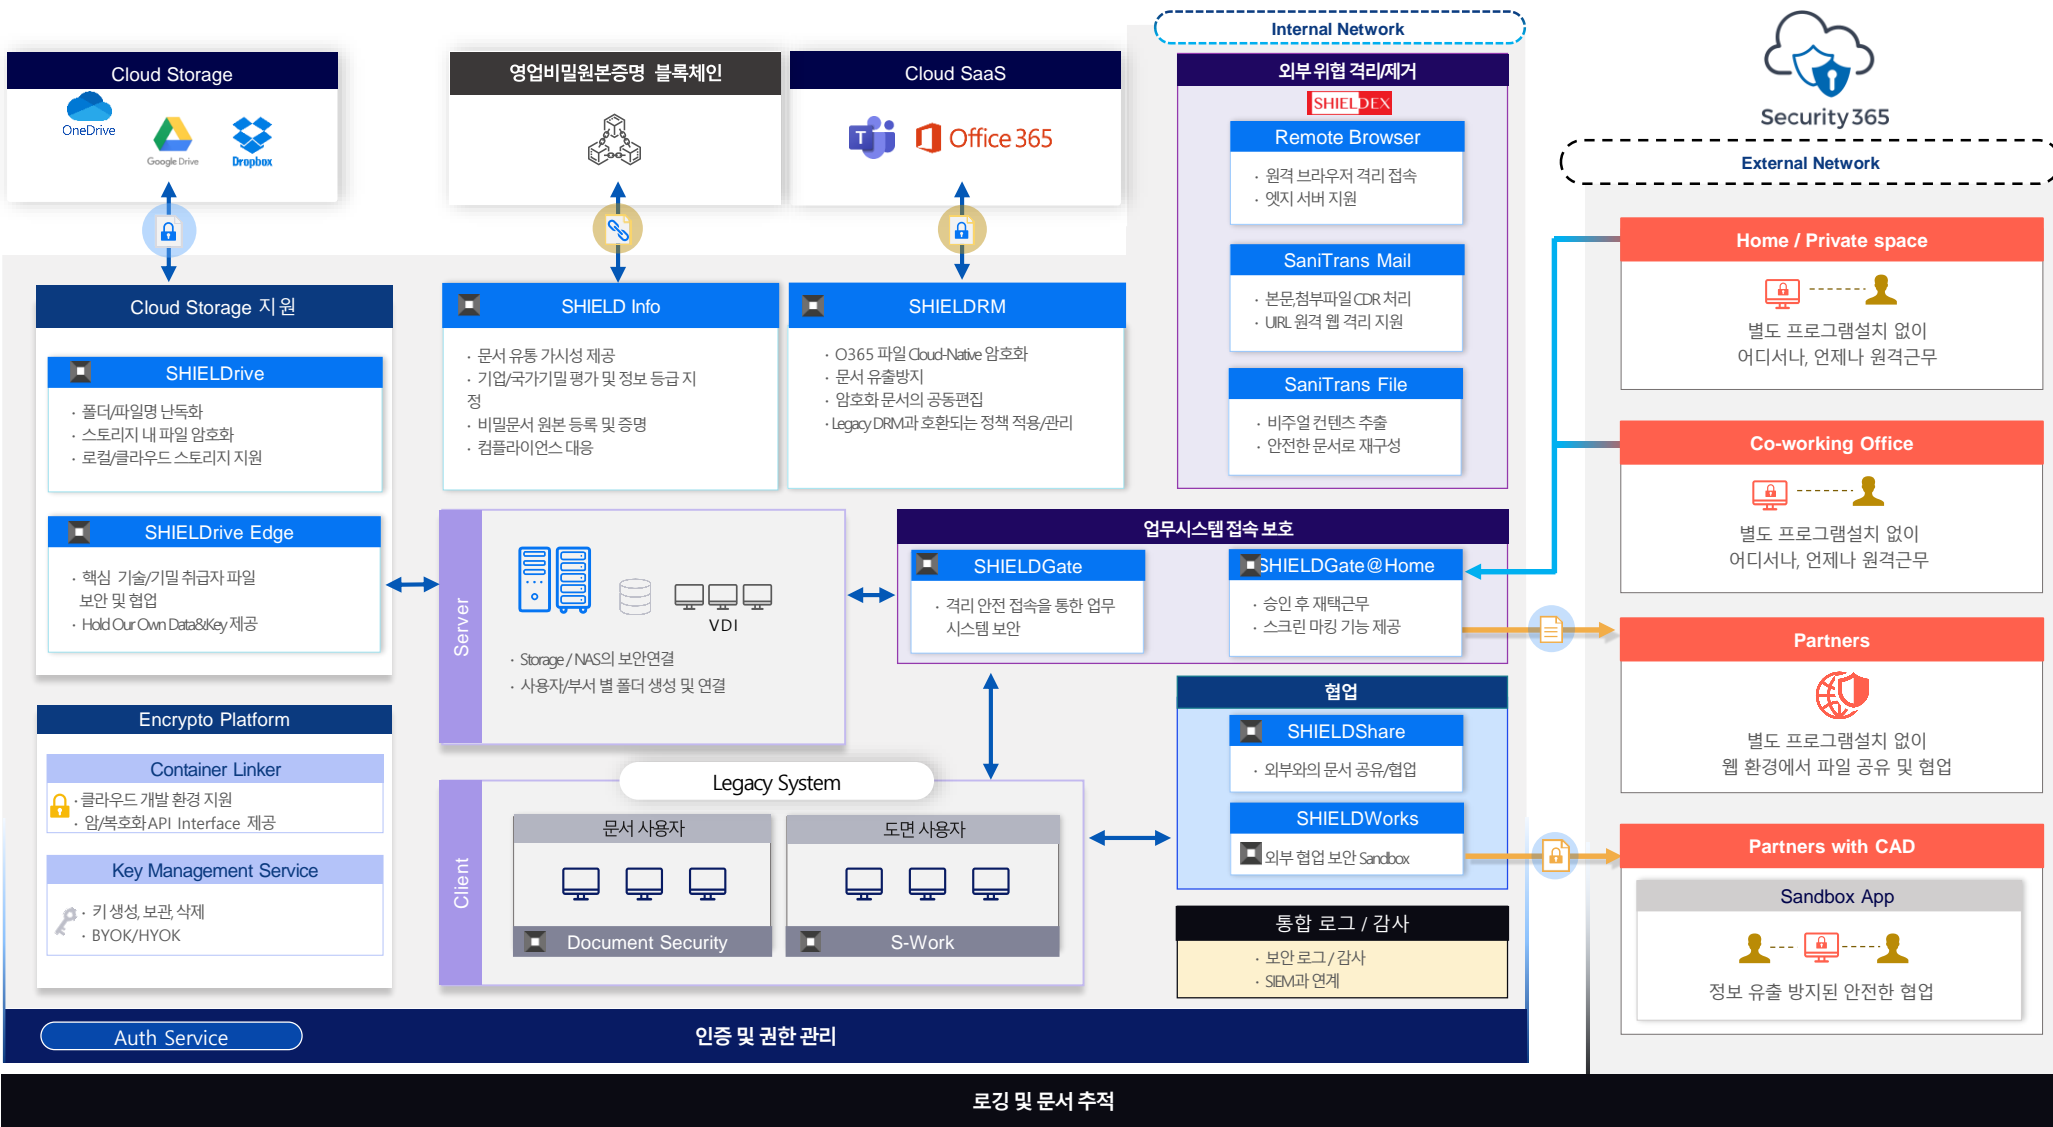 Internal Network
Security365
External Network
Cloud Storage
OneDrive
Google Drive
Dropbox
영업비밀원본증명 블록체인
Cloud SaaS
Office 365
외부 위협 격리/제거
SHIELDEX
Remote Browser
· 원격 브라우저 격리 접속
· 엣지 서버 지원
SaniTrans Mail
· 본문,첨부파일 CDR 처리
· URL 원격 웹 격리 지원
SaniTrans File
· 비주얼 컨텐츠 추출
· 안전한 문서로 재구성
Cloud Storage 지원
SHIELDrive
· 폴더/파일명 난독화
· 스토리지 내 파일 암호화
· 로컬/클라우드 스토리지 지원
SHIELDrive Edge
· 핵심 기술/기밀 취급자 파일
보안 및 협업
· Hold Our Own Data&Key 제공
SHIELD Info
· 문서 유통 가시성 제공
· 기업/국가기밀 평가 및 정보 등급 지
정
· 비밀문서 원본 등록 및 증명
· 컴플라이언스 대응
SHIELDRM
· O365 파일 Cloud-Native 암호화
· 문서 유출방지
· 암호화 문서의 공동편집
· Legacy DRM과 호환되는 정책 적용/관리
Server
VDI
· Storage / NAS의 보안연결
· 사용자/부서 별 폴더 생성 및 연결
업무시스템 접속 보호
SHIELDGate
· 격리 안전 접속을 통한 업무
시스템 보안
SHIELDGate@Home
· 승인 후 재택근무
· 스크린 마킹 기능 제공
Encrypto Platform
Container Linker
· 클라우드 개발 환경 지원
· 암/복호화 API Interface 제공
Key Management Service
· 키 생성, 보관, 삭제
· BYOK/HYOK
Client
Legacy System
문서 사용자
Document Security
도면 사용자
S-Work
협업
SHIELDShare
· 외부와의 문서 공유/협업
SHIELDWorks
외부 협업 보안 Sandbox
통합 로그 / 감사
· 보안 로그 / 감사
· SIEM과 연계
Home / Private space
별도 프로그램설치 없이
어디서나, 언제나 원격근무
Co-working Office
별도 프로그램설치 없이
어디서나, 언제나 원격근무
Partners
별도 프로그램설치 없이
웹 환경에서 파일 공유 및 협업
Partners with CAD
Sandbox App
정보 유출 방지된 안전한 협업
Auth Service
인증 및 권한 관리
로깅 및 문서 추적